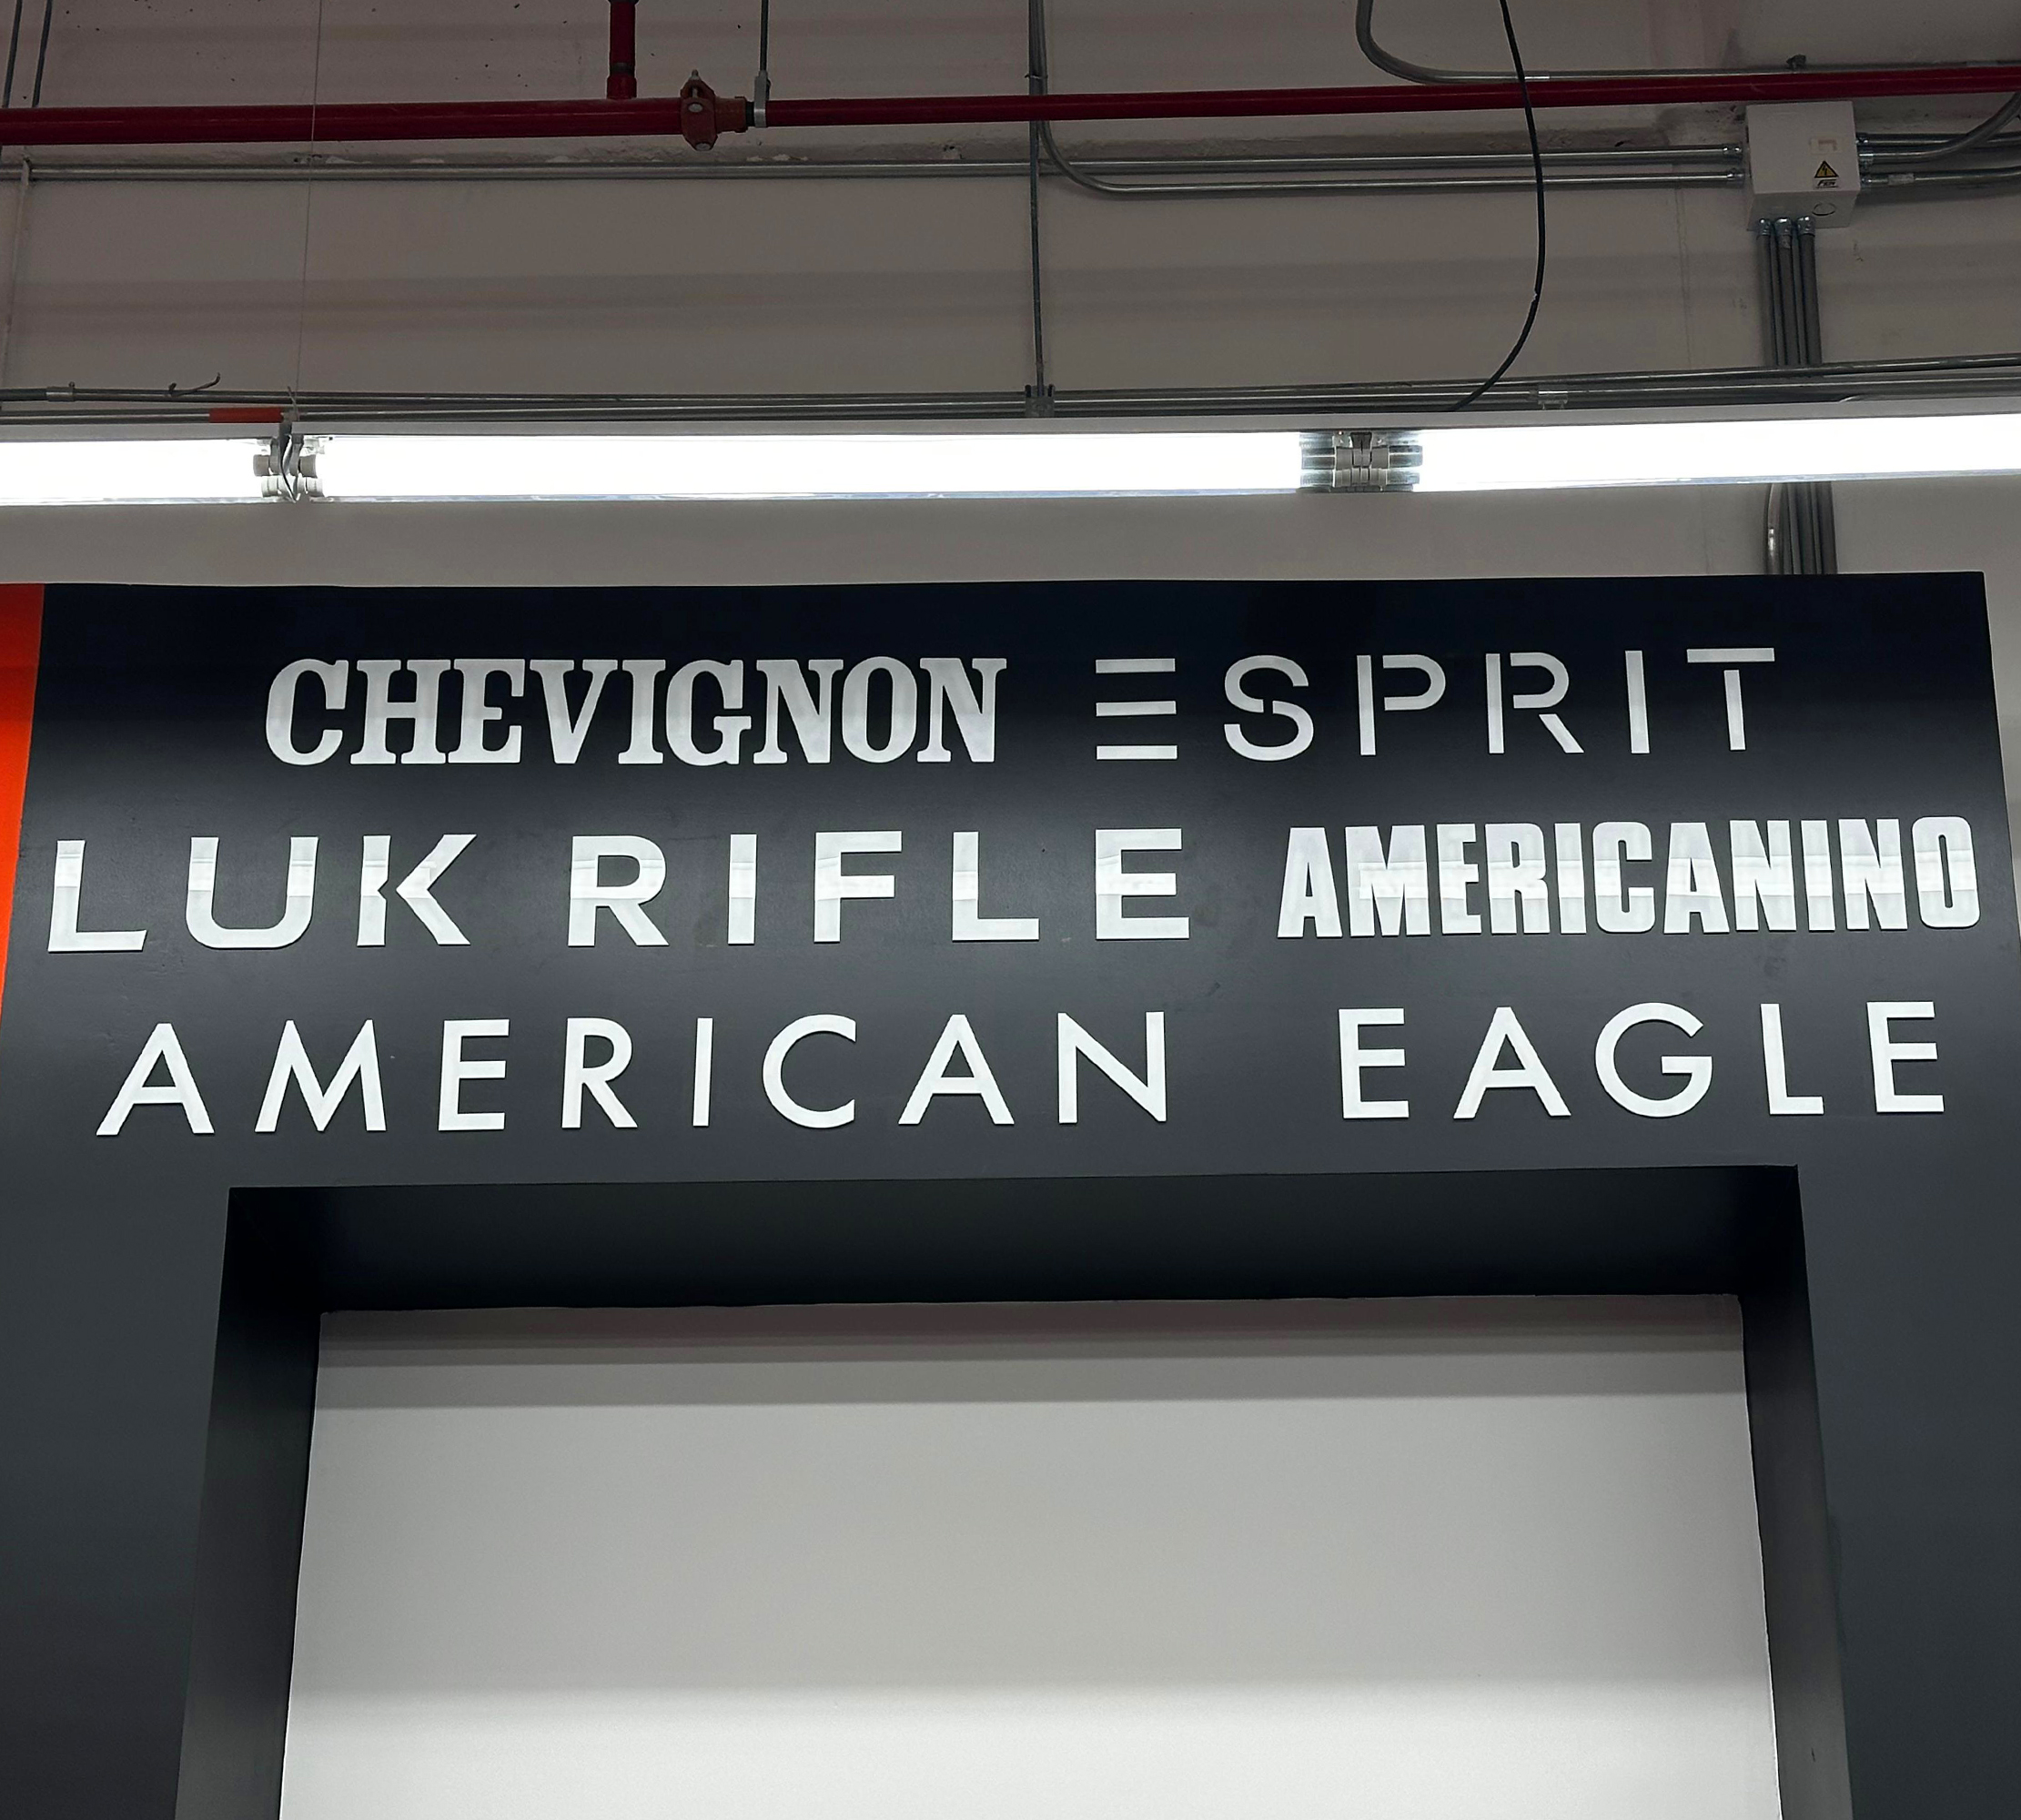 CHEVIGNON ESPRIT
LUK RIFLE AMERICANINO
AMERICAN EAGLE